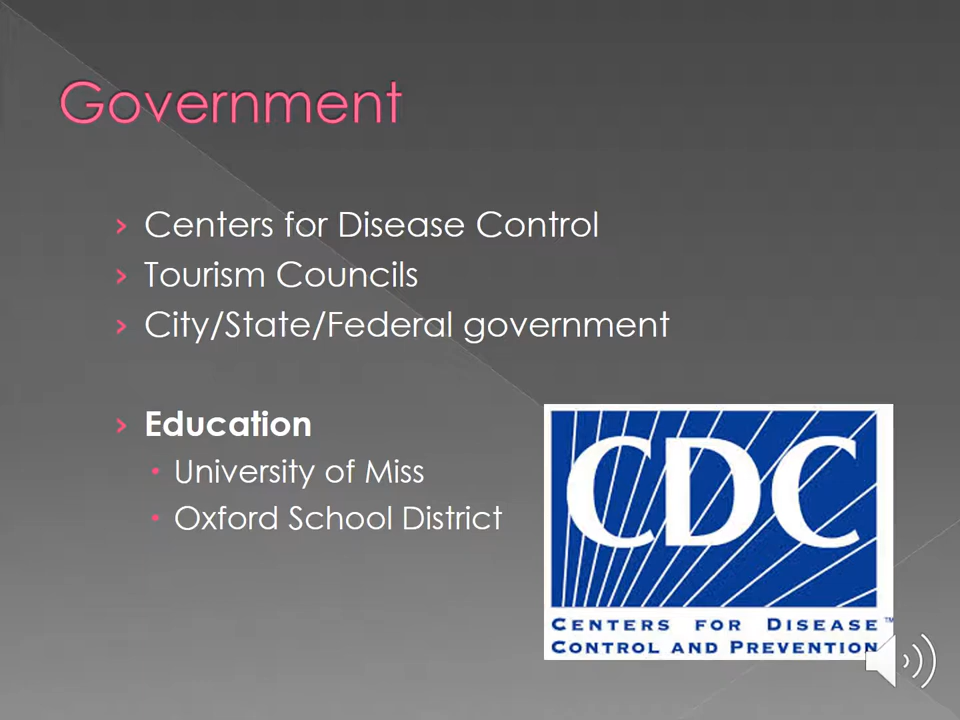 Government
› Centers for Disease Control
› Tourism Councils
› City/State/Federal government
› Education
• University of Miss
• Oxford School District
CDC
CENTERS FOR DISEASE™
CONTROL AND PREVENTION